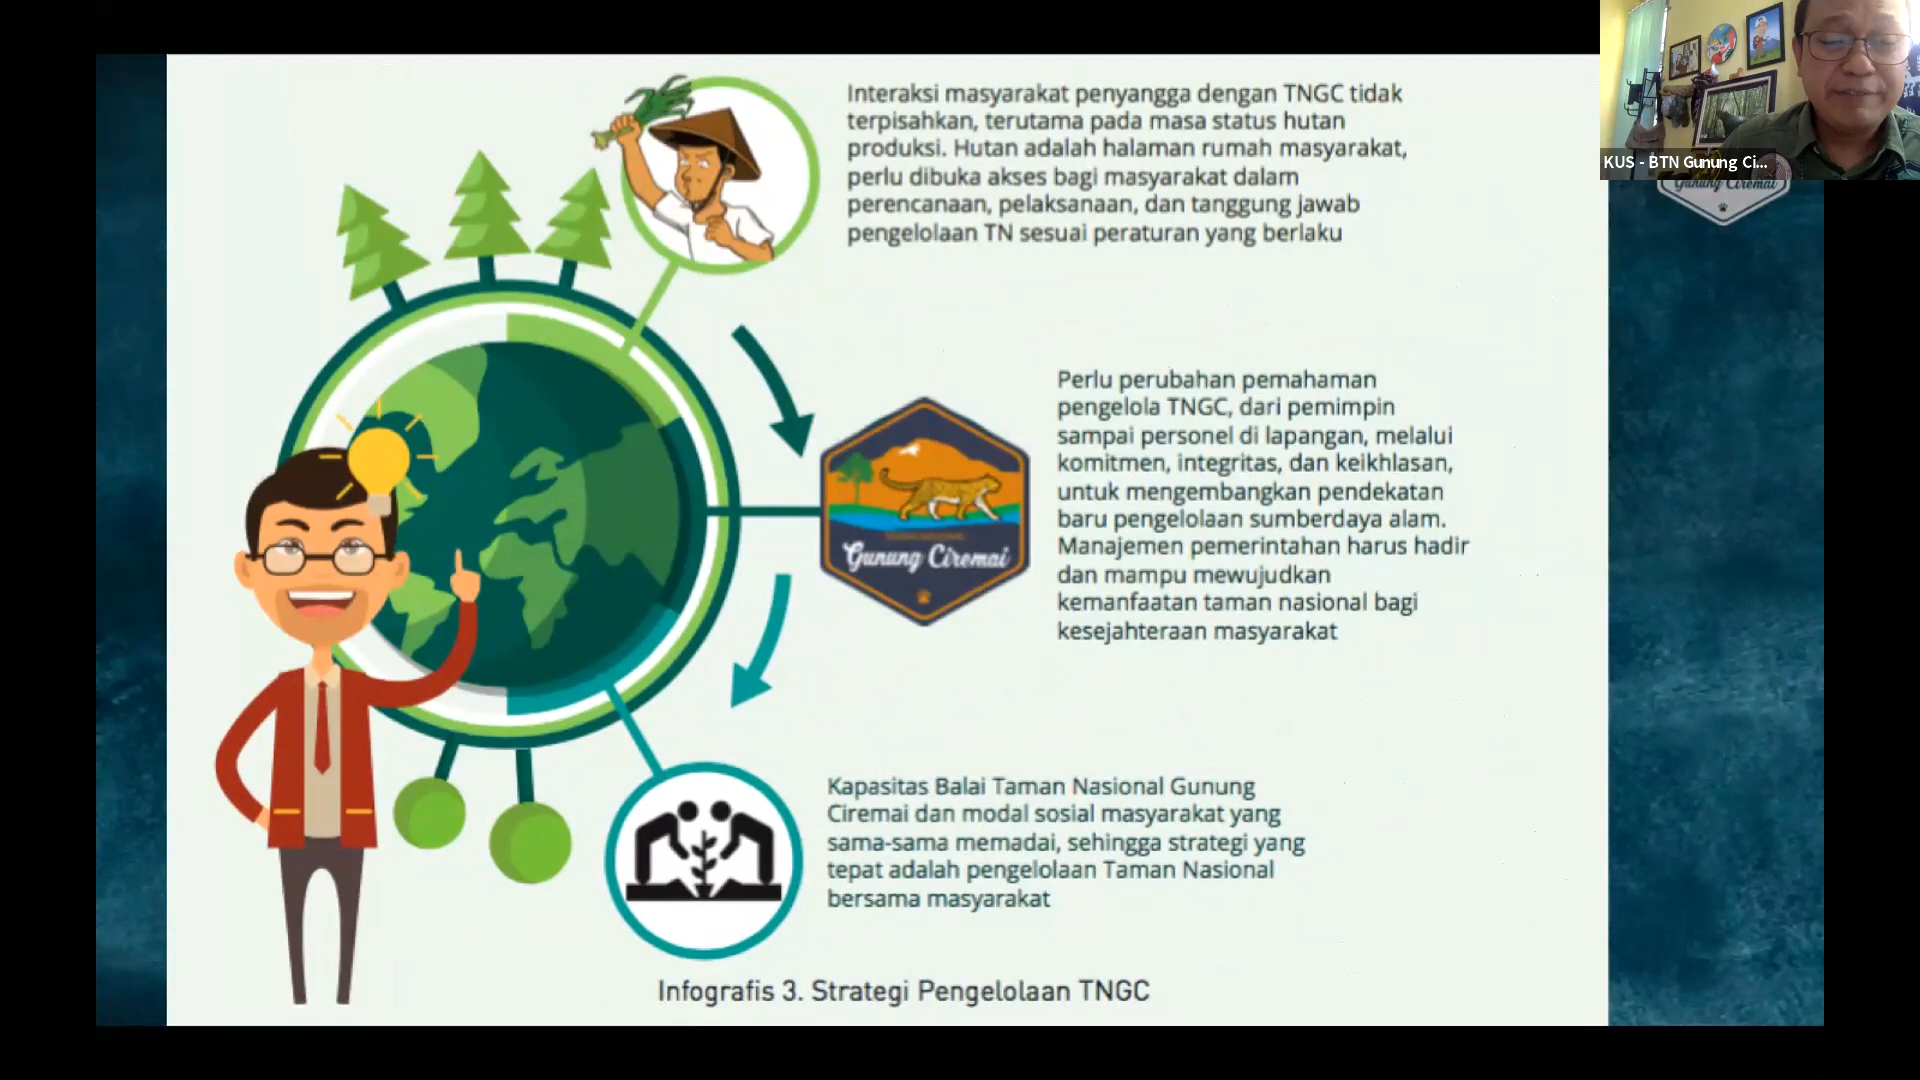 Interaksi masyarakat penyangga dengan TNGC tidak
terpisahkan, terutama pada masa status hutan
produksi. Hutan adalah halaman rumah masyarakat,
perlu dibuka akses bagi masyarakat dalam
perencanaan, pelaksanaan, dan tanggung jawab
pengelolaan TN sesuai peraturan yang berlaku
KUS - BTN Gunung Ci...
Gunung Ciremai
Perlu perubahan pemahaman
pengelola TNGC, dari pemimpin
sampai personel di lapangan, melalui
komitmen, integritas, dan keikhlasan,
untuk mengembangkan pendekatan
baru pengelolaan sumberdaya alam.
Manajemen pemerintahan harus hadir
dan mampu mewujudkan
kemanfaatan taman nasional bagi
kesejahteraan masyarakat
Gunung Ciremai
Kapasitas Balai Taman Nasional Gunung
Ciremai dan modal sosial masyarakat yang
sama-sama memadai, sehingga strategi yang
tepat adalah pengelolaan Taman Nasional
bersama masyarakat
Infografis 3. Strategi Pengelolaan TNGC